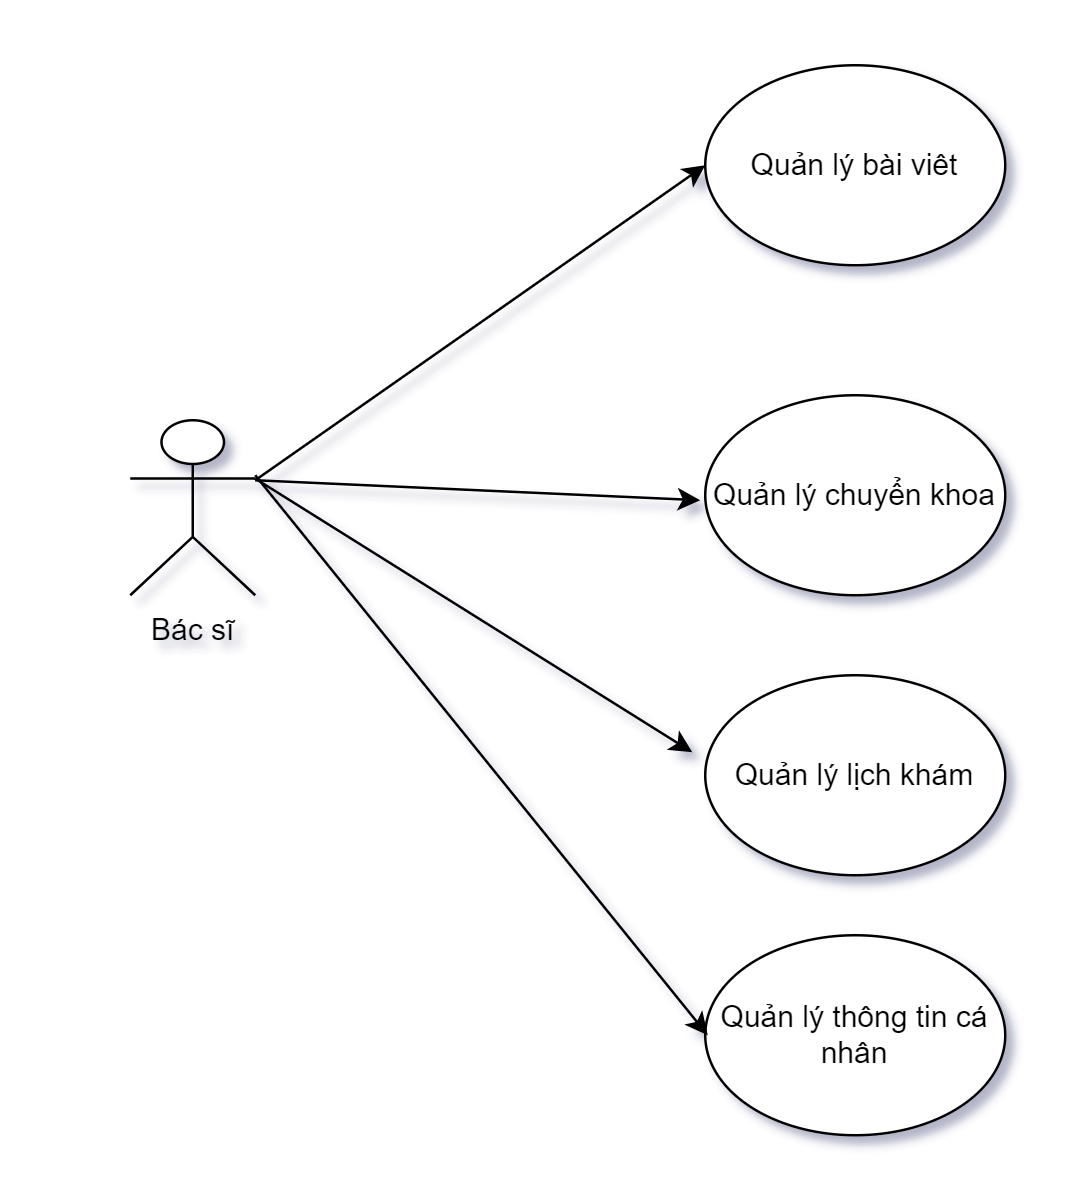 Quản lý bài viêt
Quản lý chuyển khoa
Bác sĩ
Quản lý lịch khám
Quản lý thông tin cá
nhân